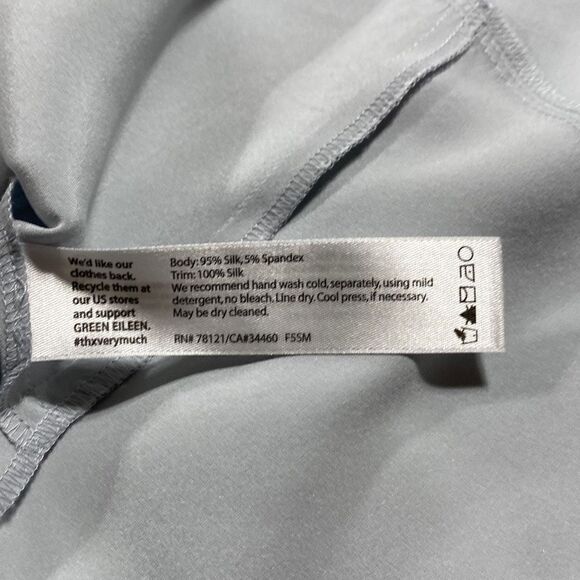 We'd like our
clothes back.
Recycle them at
our US stores
and support
GREEN EILEEN.
#thxverymuch
Body: 95% Silk, 5% Spandex
Trim: 100% Silk
We recommend hand wash cold, separately, using mild
detergent, no bleach. Line dry. Cool press, if necessary.
May be dry cleaned.
RN# 78121/CA#34460 F5SM